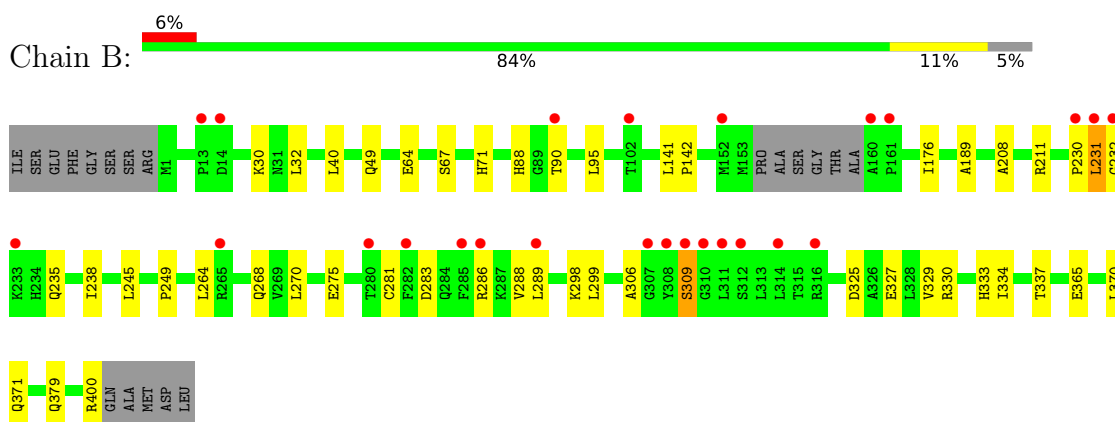 6%
Chain B:
84% 11% 5%
ILE SER GLU PHE GLY SER SER ARG M1 P13 D14 K30 N31 L32 L40 Q49 E64 S67 H71 H88 G89 T90 L95 T102 L141 P142 M152 M153 PRO ALA SER GLY THR ALA A160 P161 I176 A189 A208 R211 P230 L231 G232
K233 H234 Q235 I238 L245 P249 L264 R265 Q268 V269 L270 E275 T280 C281 F282 D283 Q284 F285 R286 K287 V288 L289 K298 L299 A306 G307 Y308 S309 G310 L311 S312 L313 L314 T315 R316 D325 A326 E327 L328 V329 R330 H333 I334 T337 E365 L370
Q371 Q379 R400 GLN ALA MET ASP LEU